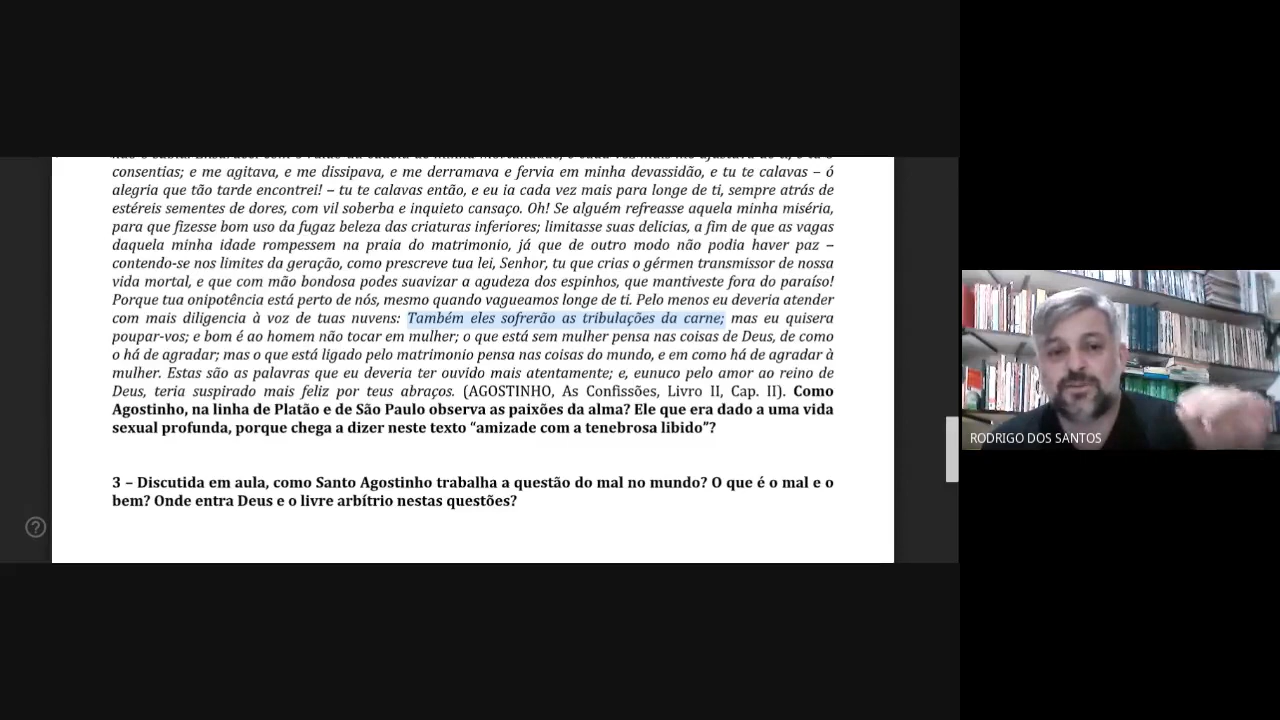 consentias; e me agitava, e me dissipava, e me derramava e fervia em minha devassidão, e tu te calavas – ó
alegria que tão tarde encontrei! – tu te calavas então, e eu ia cada vez mais para longe de ti, sempre atrás de
estéreis sementes de dores, com vil soberba e inquieto cansaço. Oh! Se alguém refreasse aquela minha miséria,
para que fizesse bom uso da fugaz beleza das criaturas inferiores; limitasse suas delicias, a fim de que as vagas
daquela minha idade rompessem na praia do matrimonio, já que de outro modo não podia haver paz –
contendo-se nos limites da geração, como prescreve tua lei, Senhor, tu que crias o gérmen transmissor de nossa
vida mortal, e que com mão bondosa podes suavizar a agudeza dos espinhos, que mantiveste fora do paraíso!
Porque tua onipotência está perto de nós, mesmo quando vagueamos longe de ti. Pelo menos eu deveria atender
com mais diligencia à voz de tuas nuvens: Também eles sofrerão as tribulações da carne; mas eu quisera
poupar-vos; e bom é ao homem não tocar em mulher; o que está sem mulher pensa nas coisas de Deus, de como
o há de agradar; mas o que está ligado pelo matrimonio pensa nas coisas do mundo, e em como há de agradar à
mulher. Estas são as palavras que eu deveria ter ouvido mais atentamente; e, eunuco pelo amor ao reino de
Deus, teria suspirado mais feliz por teus abraços. (AGOSTINHO, As Confissões, Livro II, Cap. II). Como
Agostinho, na linha de Platão e de São Paulo observa as paixões da alma? Ele que era dado a uma vida
sexual profunda, porque chega a dizer neste texto “amizade com a tenebrosa libido”?
3 – Discutida em aula, como Santo Agostinho trabalha a questão do mal no mundo? O que é o mal e o
bem? Onde entra Deus e o livre arbítrio nestas questões?
?
RODRIGO DOS SANTOS